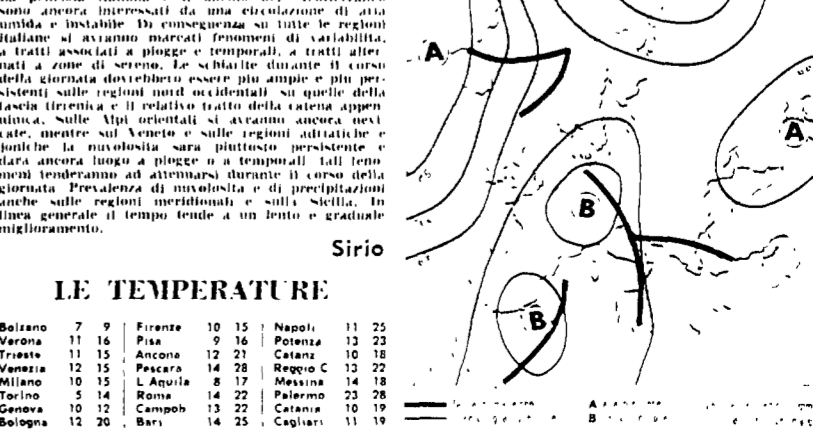 sono ancora interessati da una circolazione di aria
umida e instabile Di conseguenza su tutte le regioni
italiane si avranno marcati fenomeni di variabilità,
a tratti associati a piogge e temporali, a tratti alter
nati a zone di sereno. Le schiarite durante il corso
della giornata dovrebbero essere più ampie e più per-
sistenti sulle regioni nord occidentali su quelle della
fascia tirrenica e il relativo tratto della catena appen
ninica. Sulle Alpi orientali si avranno ancora nevi
cate, mentre sul Veneto e sulle regioni adriatiche e
joniche la nuvolosità sarà piuttosto persistente e
darà ancora luogo a piogge o a temporali tali feno
meni tenderanno ad attenuarsi durante il corso della
giornata Prevalenza di nuvolosità e di precipitazioni
anche sulle regioni meridionali e sulla Sicilia. In
linea generale il tempo tende a un lento e graduale
miglioramento.
Sirio
LE TEMPERATURE
Bolzano 7 9 Firenze 10 15 Napoli 11 25
Verona 11 16 Pisa 9 16 Potenza 13 23
Trieste 11 15 Ancona 12 21 Catanz 10 18
Venezia 12 15 Pescara 14 28 Reggio C 13 22
Milano 10 15 L Aquila 8 17 Messina 14 18
Torino 5 14 Roma 14 22 Palermo 23 28
Genova 10 12 Campob 13 22 Catania 10 19
Bologna 12 20 Bari 14 25 Cagliari 11 19
A
A
B
B
A
B